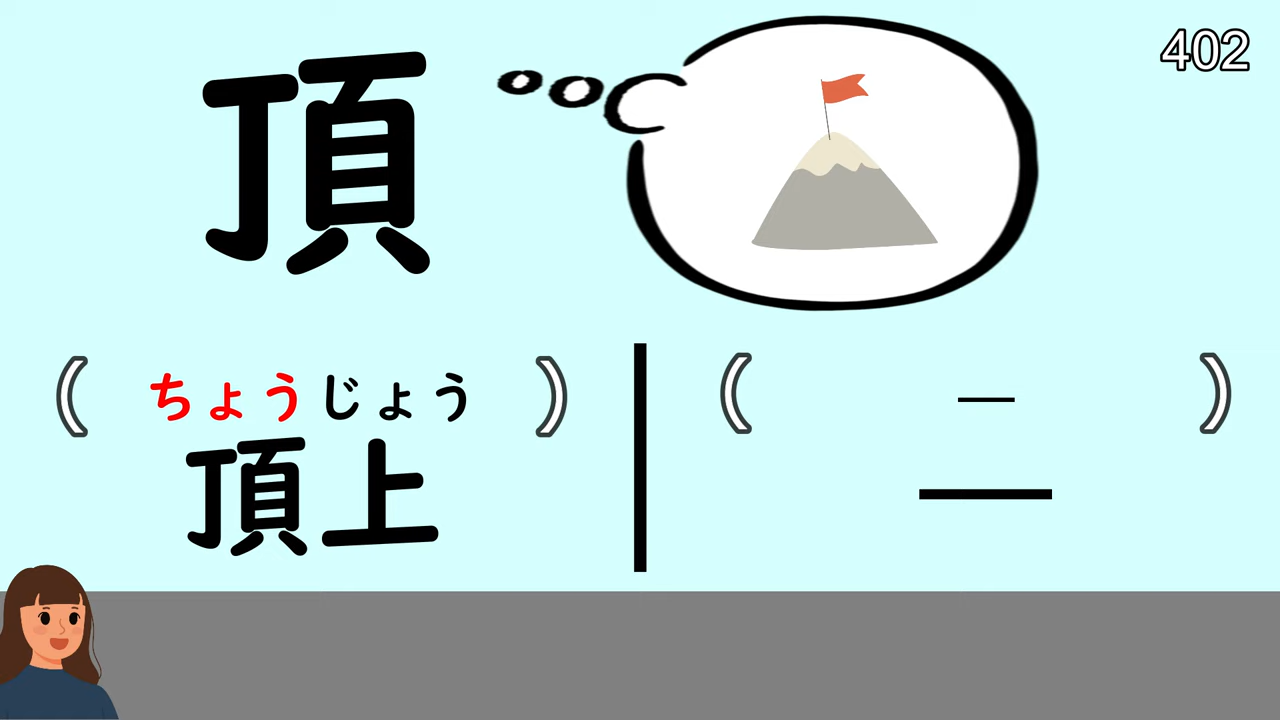 402
頂
( ちょうじょう )
頂上
( — )
—